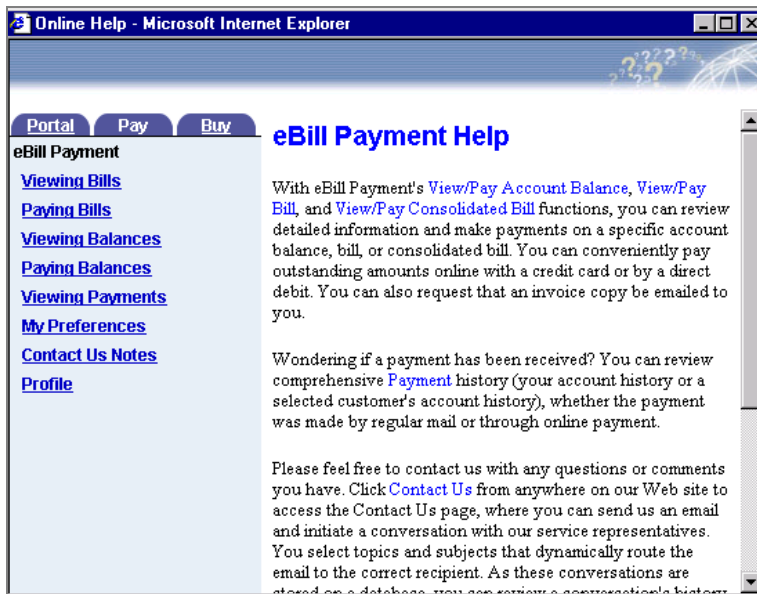 Online Help - Microsoft Internet Explorer
Portal Pay Buy
eBill Payment
Viewing Bills
Paying Bills
Viewing Balances
Paying Balances
Viewing Payments
My Preferences
Contact Us Notes
Profile
eBill Payment Help
With eBill Payment's View/Pay Account Balance, View/Pay
Bill, and View/Pay Consolidated Bill functions, you can review
detailed information and make payments on a specific account
balance, bill, or consolidated bill. You can conveniently pay
outstanding amounts online with a credit card or by a direct
debit. You can also request that an invoice copy be emailed to
you.
Wondering if a payment has been received? You can review
comprehensive Payment history (your account history or a
selected customer's account history), whether the payment
was made by regular mail or through online payment.
Please feel free to contact us with any questions or comments
you have. Click Contact Us from anywhere on our Web site to
access the Contact Us page, where you can send us an email
and initiate a conversation with our service representatives.
You select topics and subjects that dynamically route the
email to the correct recipient. As these conversations are
stored on a database, you can review a conversation's history